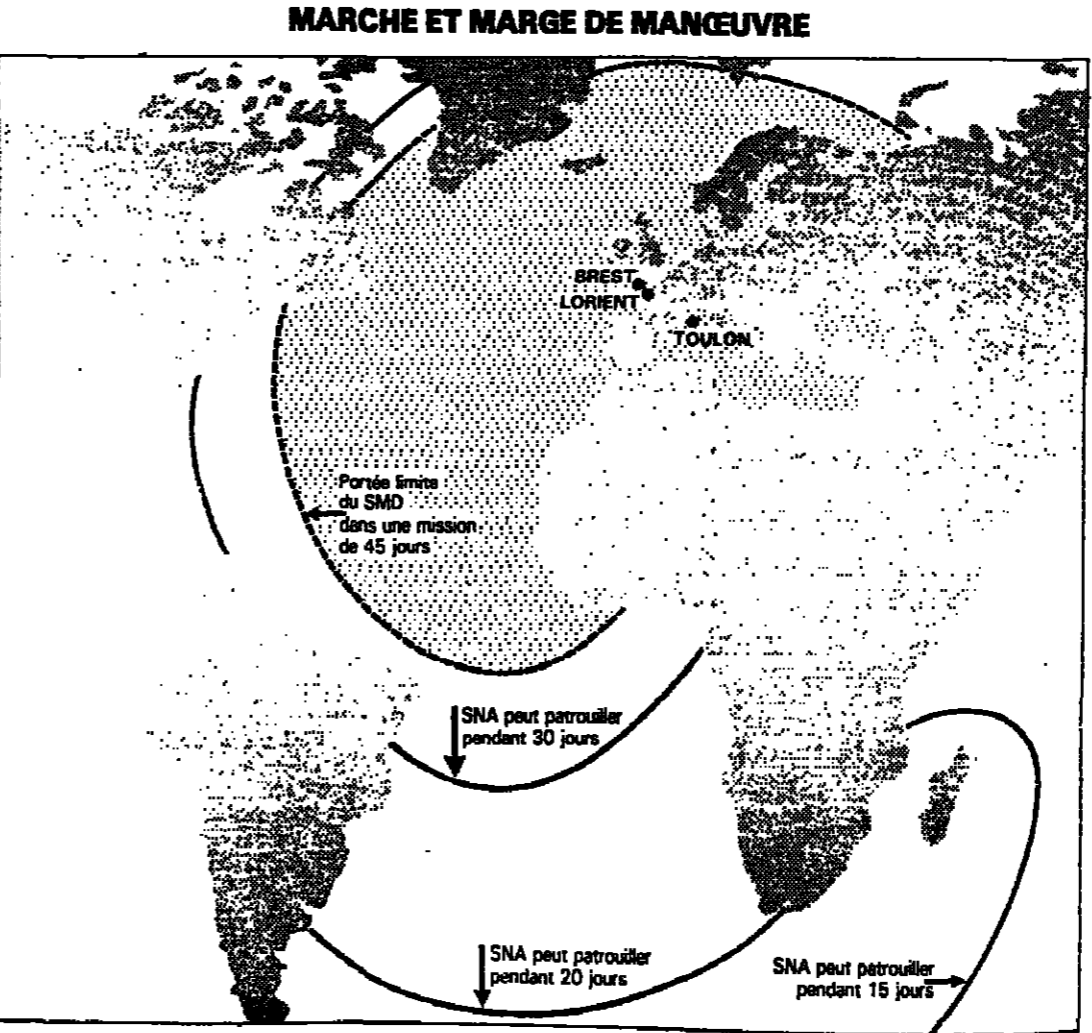 MARCHE ET MARGE DE MANŒUVRE
BREST
LORIENT
TOULON
Portée limite
du SMD
dans une mission
de 45 jours
SNA peut patrouiller
pendant 30 jours
SNA peut patrouiller
pendant 20 jours
SNA peut patrouiller
pendant 15 jours